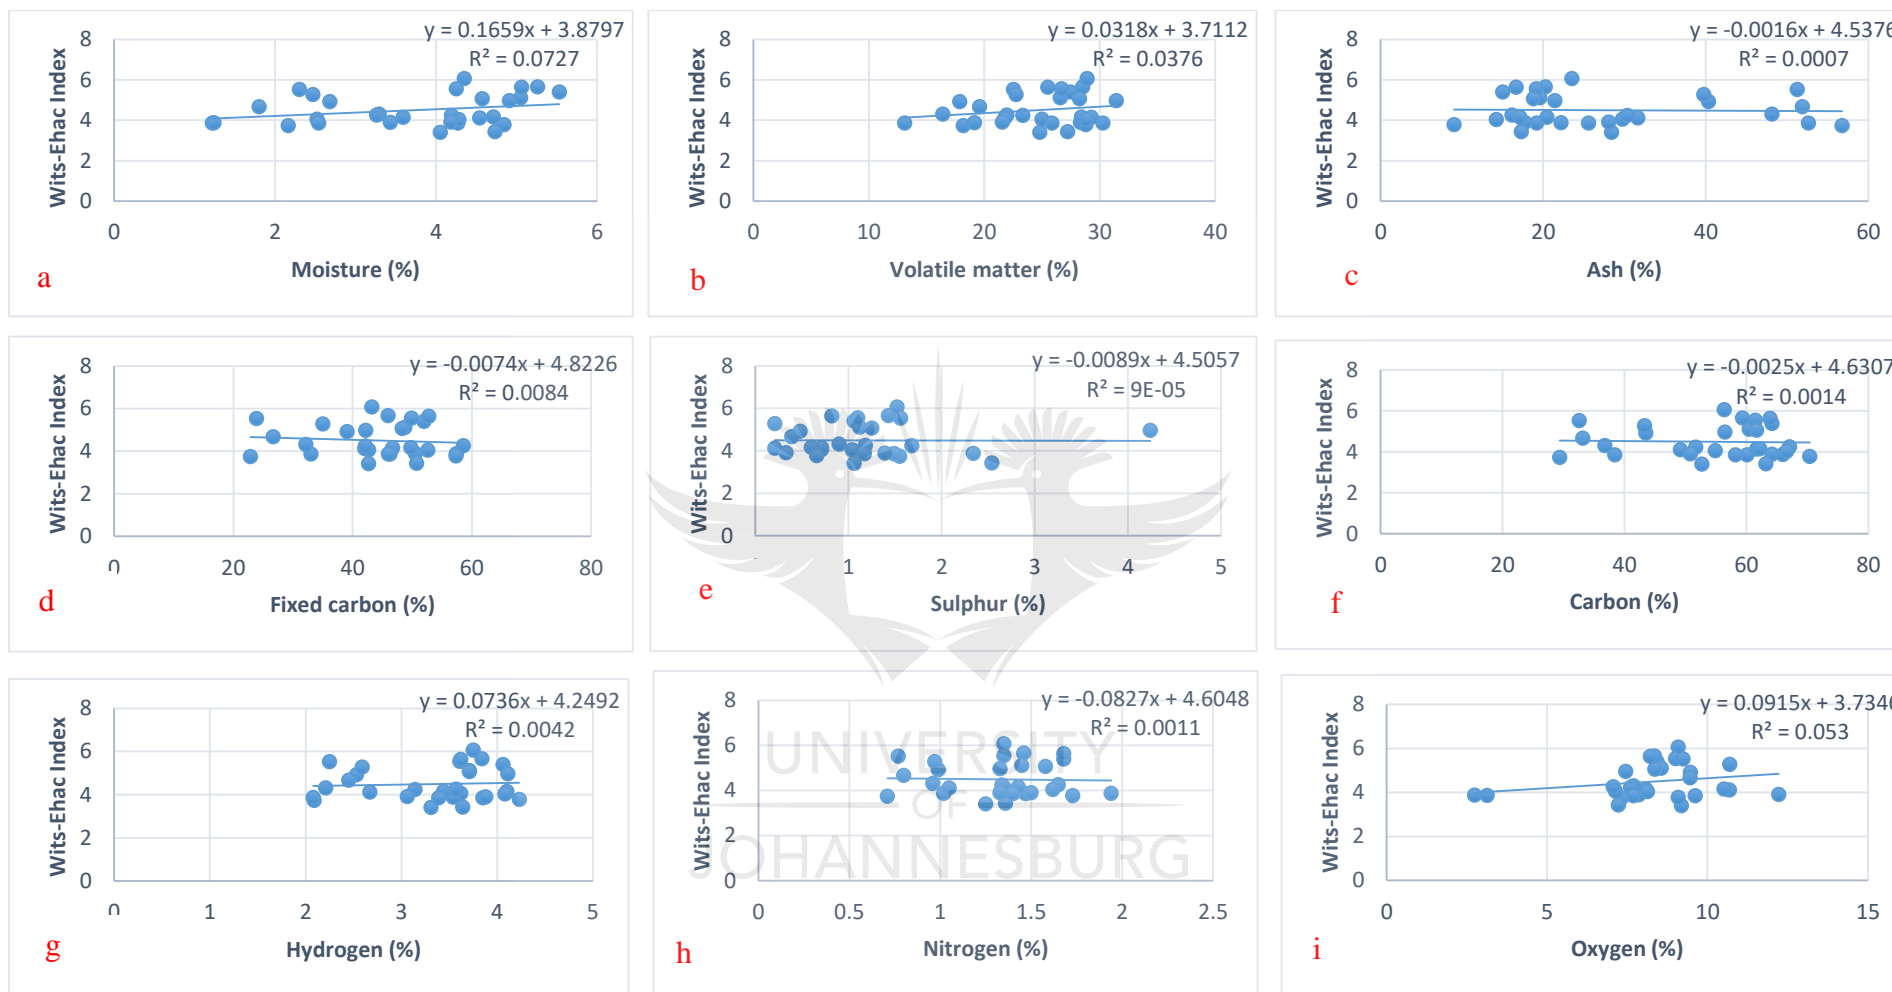 y = 0.1659x + 3.8797
R² = 0.0727
Wits-Ehac Index
8
6
4
2
0
0 2 4 6
Moisture (%)
a
y = 0.0318x + 3.7112
R² = 0.0376
Wits-Ehac Index
8
6
4
2
0
0 10 20 30 40
Volatile matter (%)
b
y = -0.0016x + 4.5376
R² = 0.0007
Wits-Ehac Index
8
6
4
2
0
0 20 40 60
Ash (%)
c
y = -0.0074x + 4.8226
R² = 0.0084
Wits-Ehac Index
8
6
4
2
0
0 20 40 60 80
Fixed carbon (%)
d
y = -0.0089x + 4.5057
R² = 9E-05
Wits-Ehac Index
8
6
4
2
0
1 2 3 4 5
Sulphur (%)
e
y = -0.0025x + 4.6307
R² = 0.0014
Wits-Ehac Index
8
6
4
2
0
0 20 40 60 80
Carbon (%)
f
y = 0.0736x + 4.2492
R² = 0.0042
Wits-Ehac Index
8
6
4
2
0
0 1 2 3 4 5
Hydrogen (%)
g
y = -0.0827x + 4.6048
R² = 0.0011
Wits-Ehac Index
8
6
4
2
0
0 0.5 1 1.5 2 2.5
Nitrogen (%)
h
y = 0.0915x + 3.7346
R² = 0.053
Wits-Ehac Index
8
6
4
2
0
0 5 10 15
Oxygen (%)
i
UNIVERSITY
OF
JOHANNESBURG